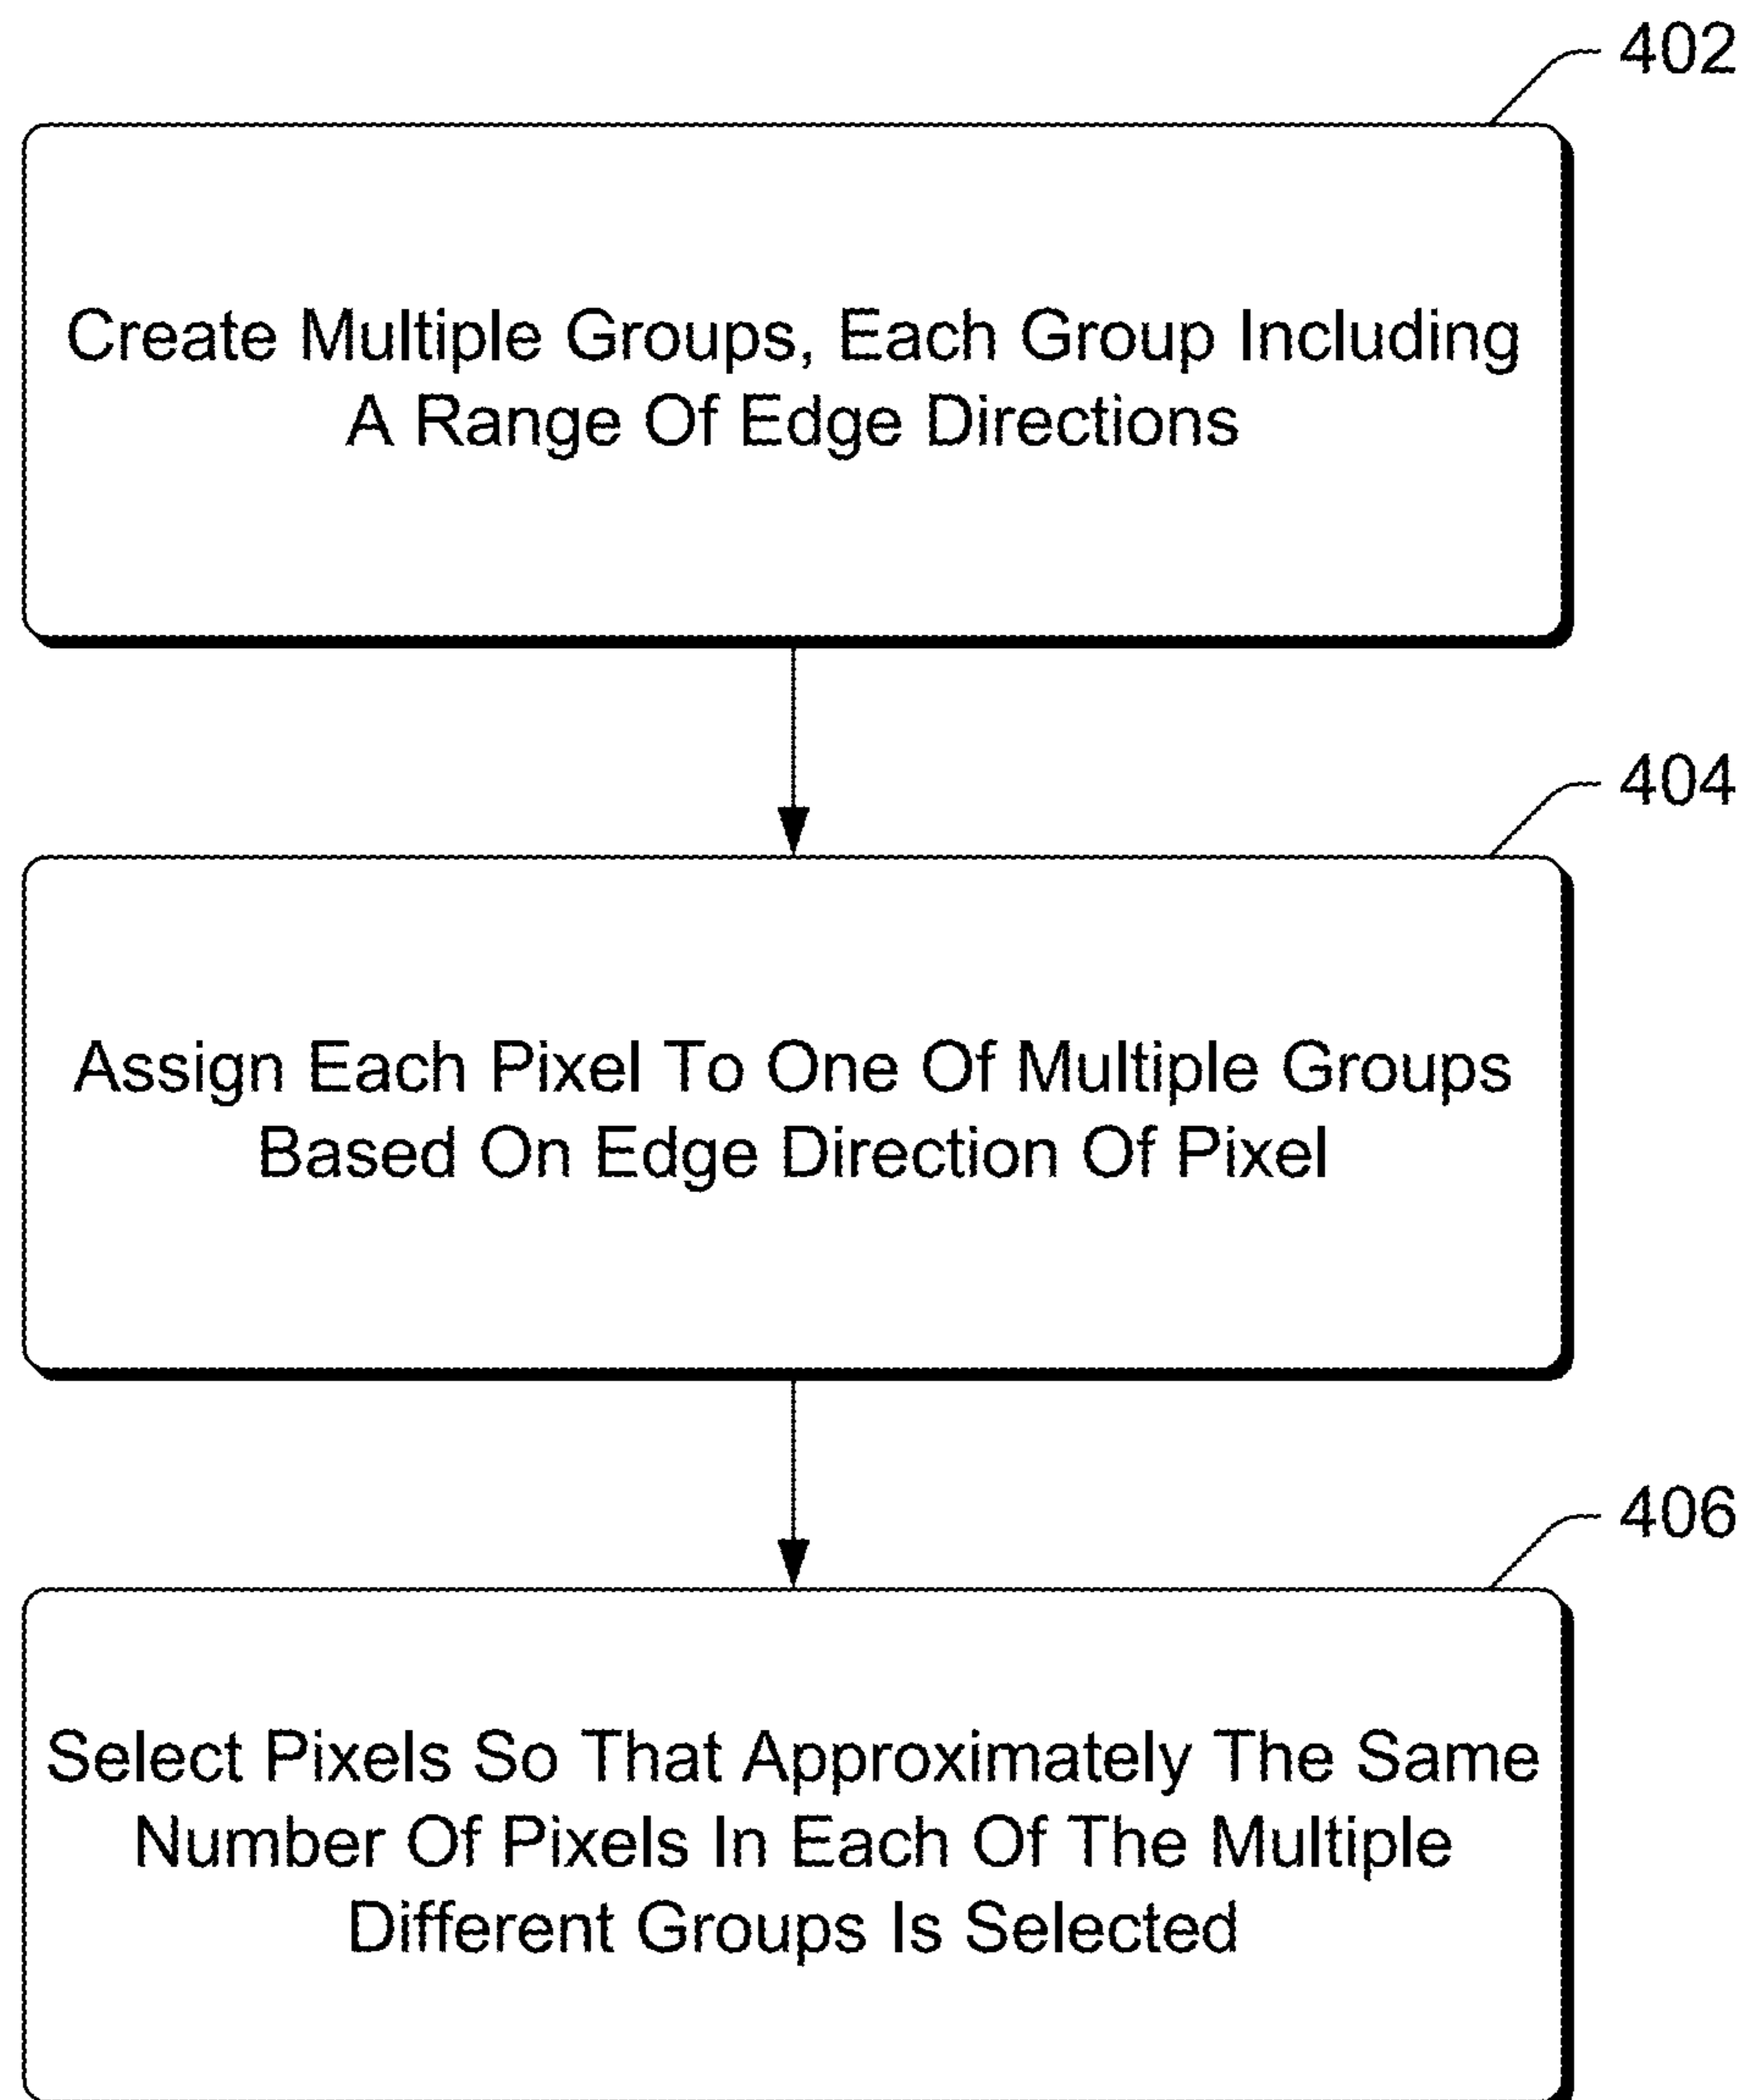 402
Create Multiple Groups, Each Group Including
A Range Of Edge Directions
404
Assign Each Pixel To One Of Multiple Groups
Based On Edge Direction Of Pixel
406
Select Pixels So That Approximately The Same
Number Of Pixels In Each Of The Multiple
Different Groups Is Selected